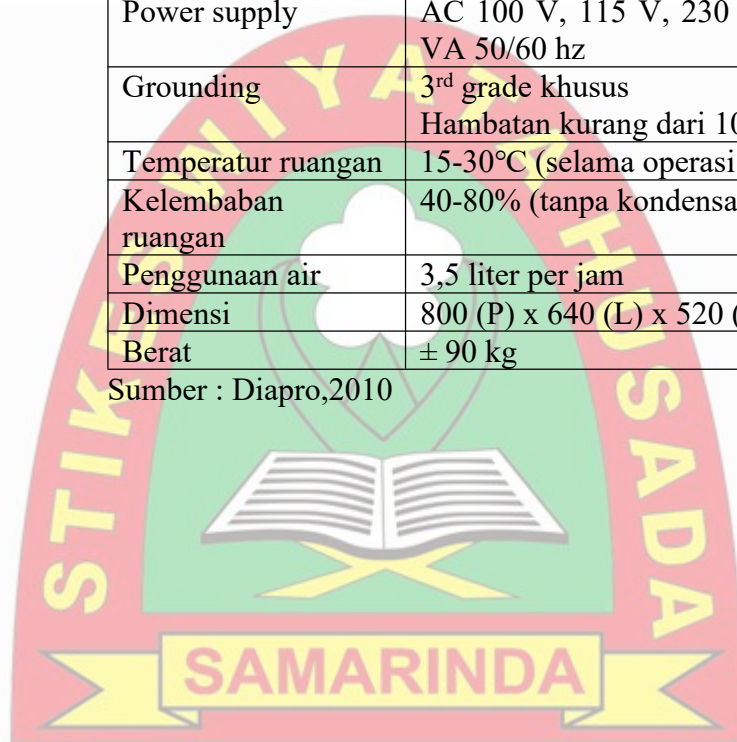 Power supply AC 100 V, 115 V, 230
VA 50/60 hz
Grounding 3rd grade khusus
Hambatan kurang dari 10
Temperatur ruangan 15-30°C (selama operasi
Kelembaban 40-80% (tanpa kondensa
ruangan
Penggunaan air 3,5 liter per jam
Dimensi 800 (P) x 640 (L) x 520 (
Berat ± 90 kg
Sumber : Diapro,2010
STIKES WIYATA HUSADA
SAMARINDA